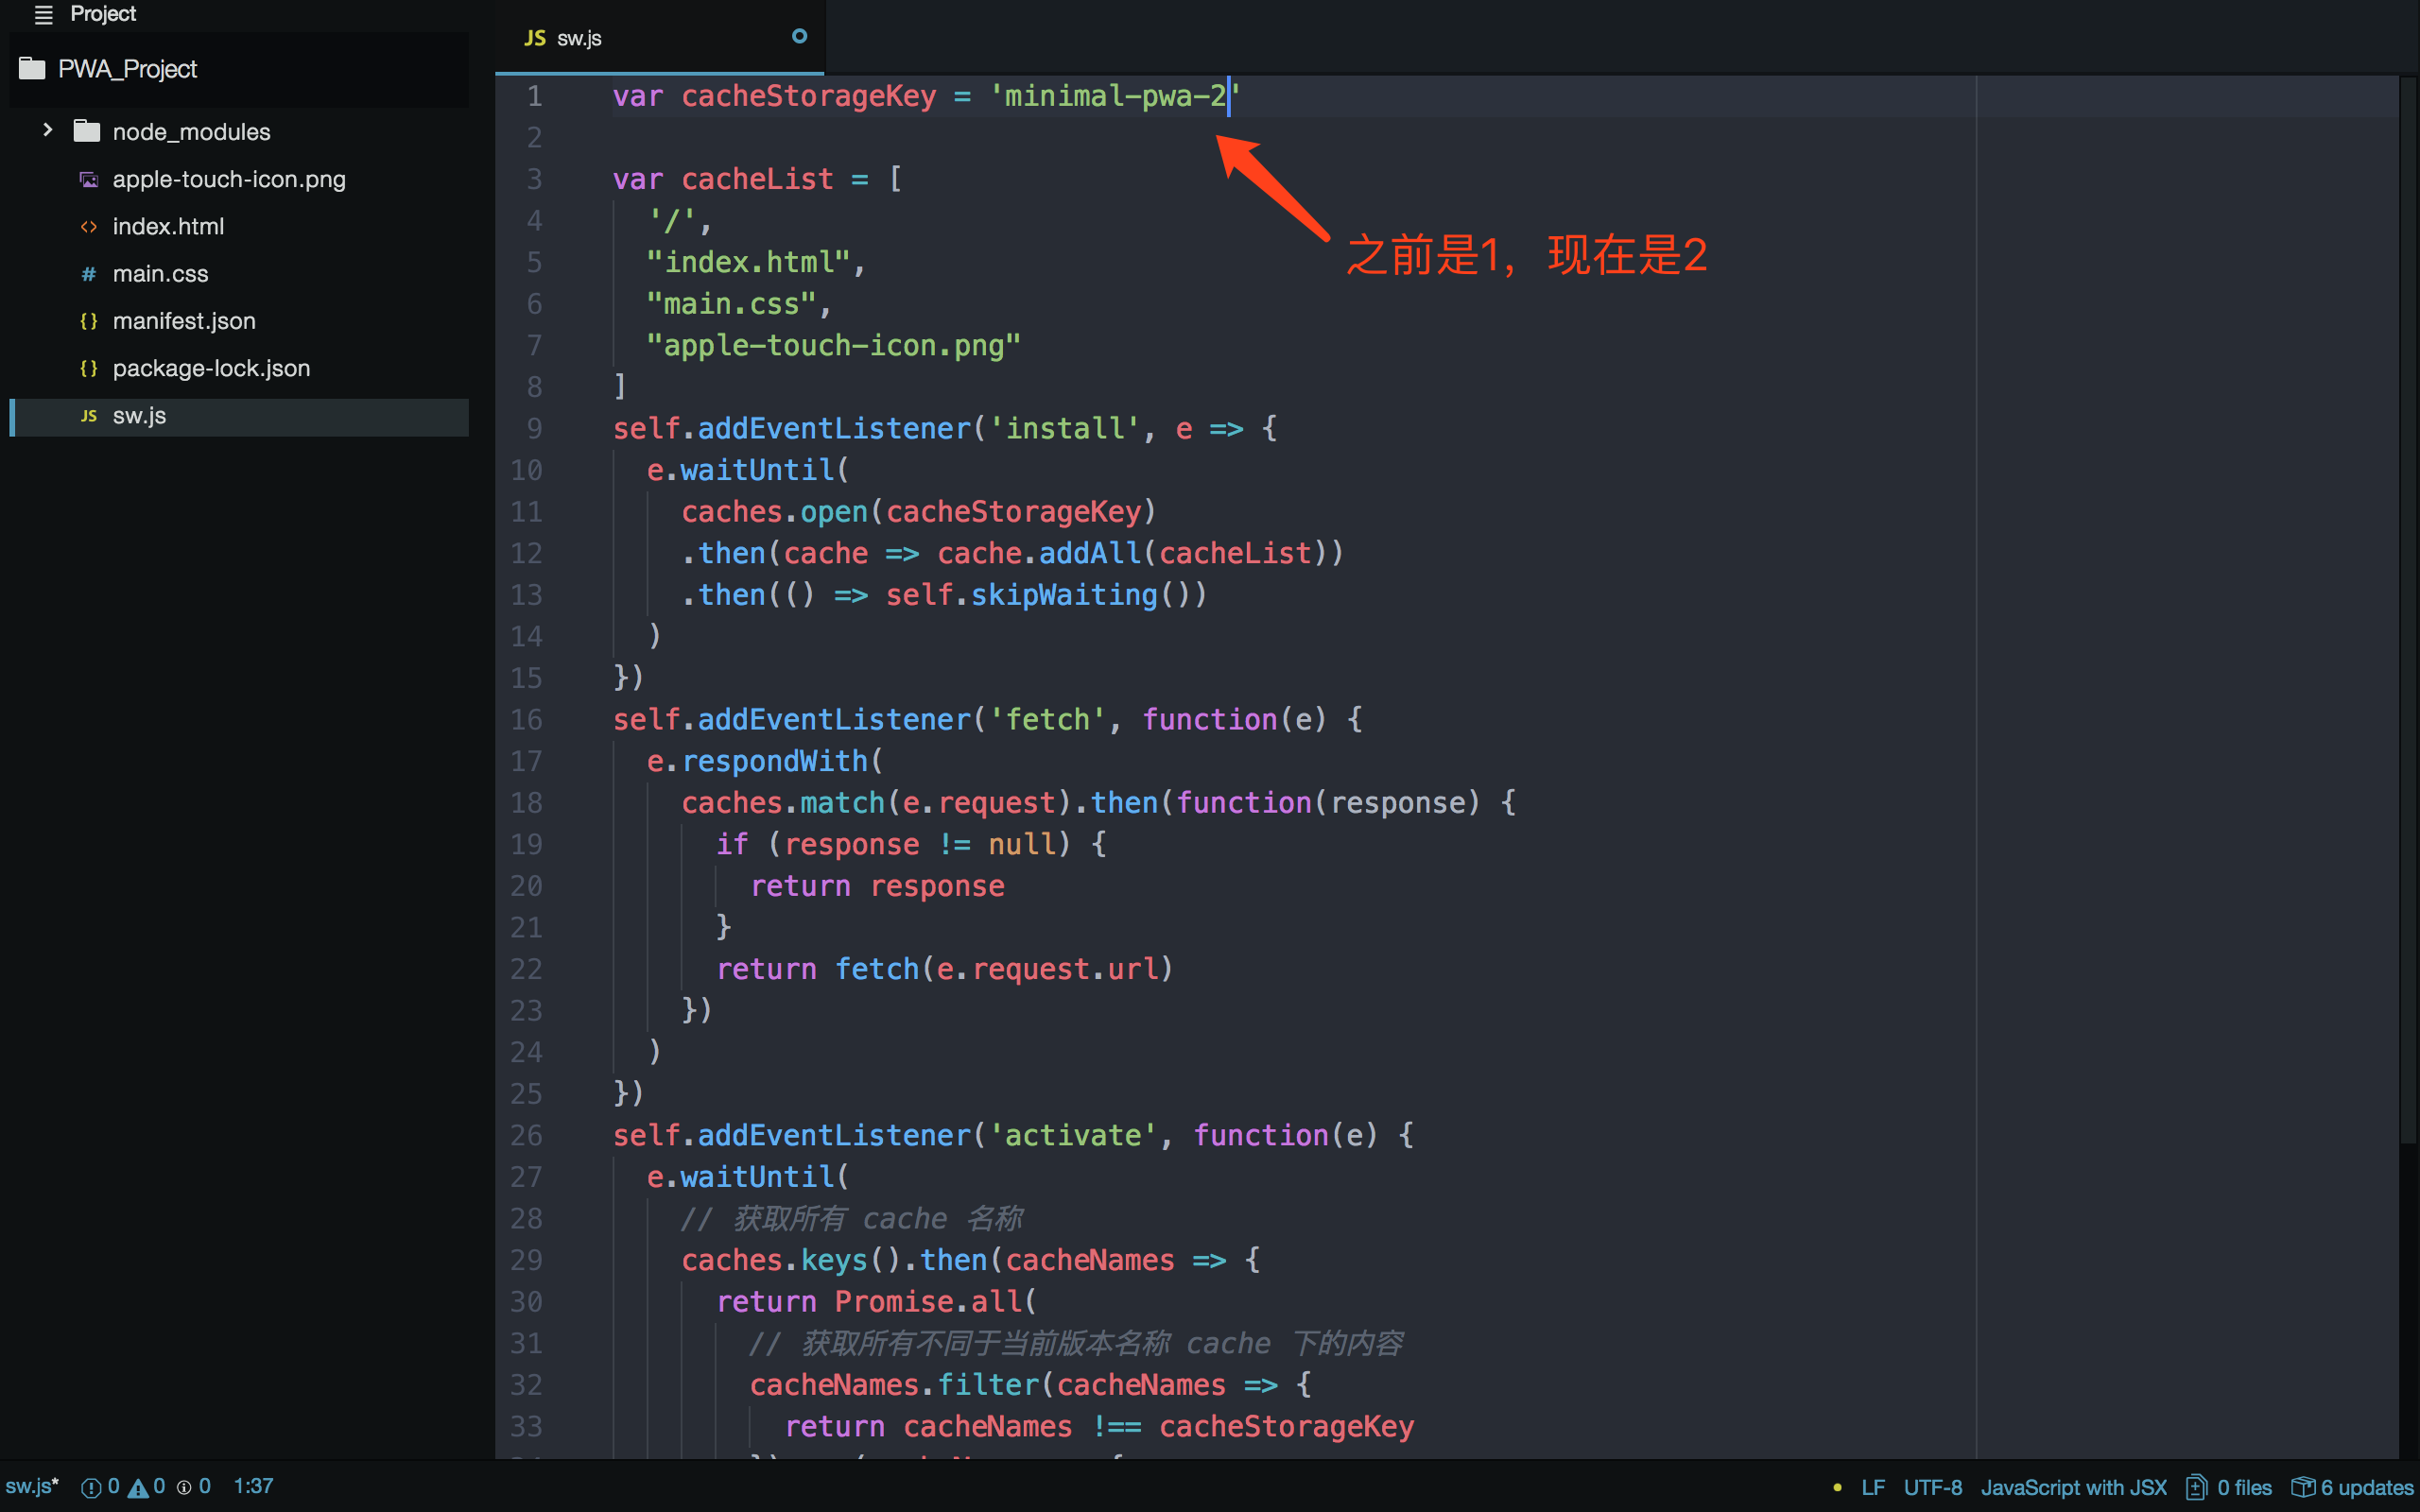 Project
PWA_Project
node_modules
apple-touch-icon.png
index.html
main.css
manifest.json
package-lock.json
JS sw.js
JS sw.js
1 var cacheStorageKey = 'minimal-pwa-2'
2
之前是1，现在是2
3 var cacheList = [
4 '/',
5 "index.html",
6 "main.css",
7 "apple-touch-icon.png"
8 ]
9 self.addEventListener('install', e => {
10 e.waitUntil(
11 caches.open(cacheStorageKey)
12 .then(cache => cache.addAll(cacheList))
13 .then(() => self.skipWaiting())
14 )
15 })
16 self.addEventListener('fetch', function(e) {
17 e.respondWith(
18 caches.match(e.request).then(function(response) {
19 if (response != null) {
20 return response
21 }
22 return fetch(e.request.url)
23 })
24 )
25 })
26 self.addEventListener('activate', function(e) {
27 e.waitUntil(
28 // 获取所有 cache 名称
29 caches.keys().then(cacheNames => {
30 return Promise.all(
31 // 获取所有不同于当前版本名称 cache 下的内容
32 cacheNames.filter(cacheNames => {
33 return cacheNames !== cacheStorageKey
sw.js* 0 0 0 1:37
LF UTF-8 JavaScript with JSX 0 files 6 updates